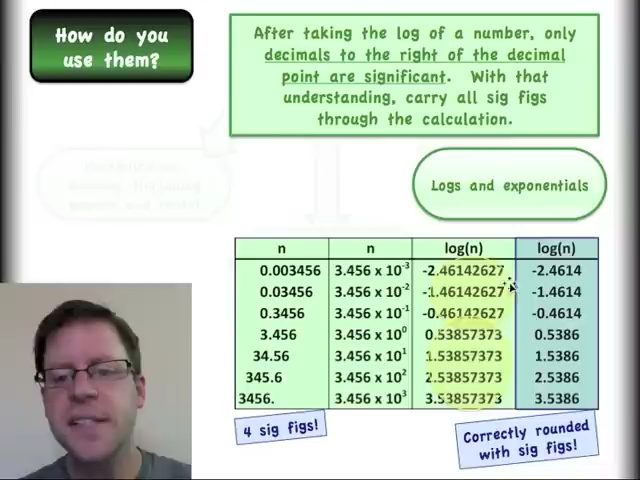 How do you
use them?
After taking the log of a number, only
decimals to the right of the decimal
point are significant. With that
understanding, carry all sig figs
through the calculation.
Logs and exponentials
n n log(n) log(n)
0.003456 3.456 x 10⁻³ -2.46142627 -2.4614
0.03456 3.456 x 10⁻² -1.46142627 -1.4614
0.3456 3.456 x 10⁻¹ -0.46142627 -0.4614
3.456 3.456 x 10⁰ 0.53857373 0.5386
34.56 3.456 x 10¹ 1.53857373 1.5386
345.6 3.456 x 10² 2.53857373 2.5386
3456. 3.456 x 10³ 3.53857373 3.5386
4 sig figs!
Correctly rounded
with sig figs!